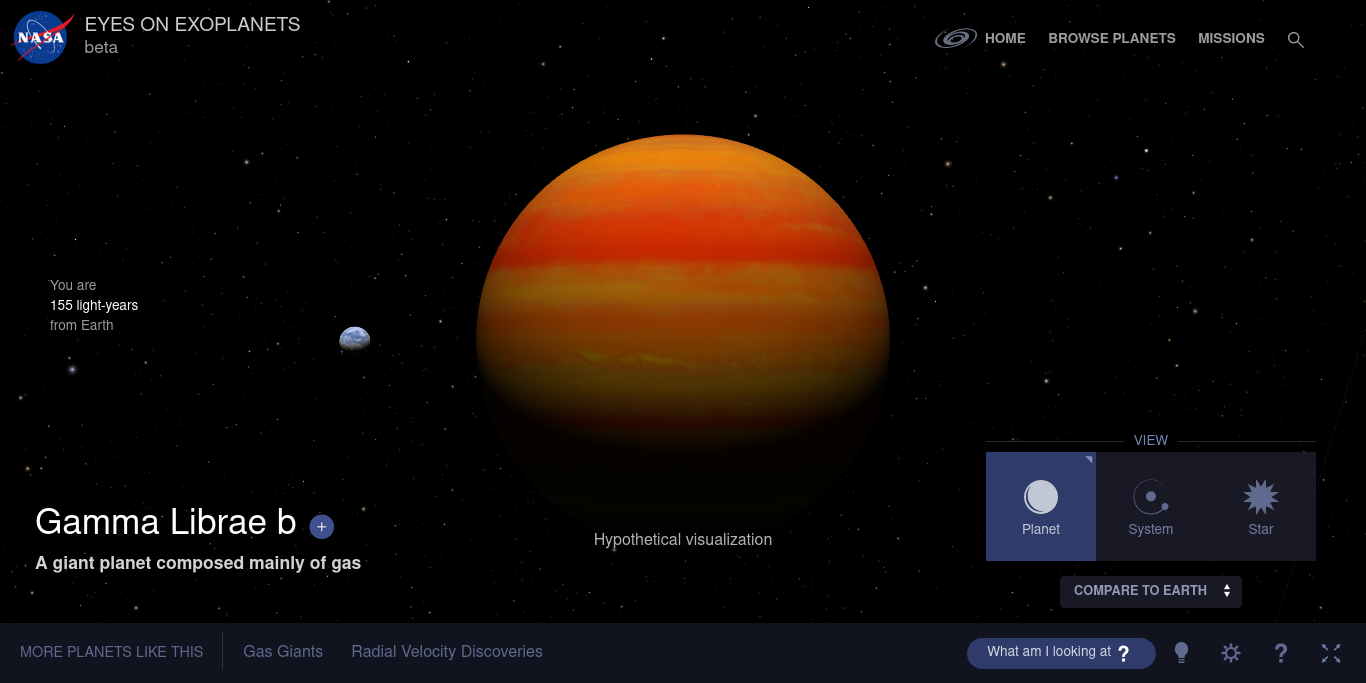 NASA
EYES ON EXOPLANETS
beta
HOME
BROWSE PLANETS
MISSIONS
You are
155 light-years
from Earth
VIEW
Planet
System
Star
Gamma Librae b +
A giant planet composed mainly of gas
Hypothetical visualization
COMPARE TO EARTH
MORE PLANETS LIKE THIS
Gas Giants
Radial Velocity Discoveries
What am I looking at ?
?